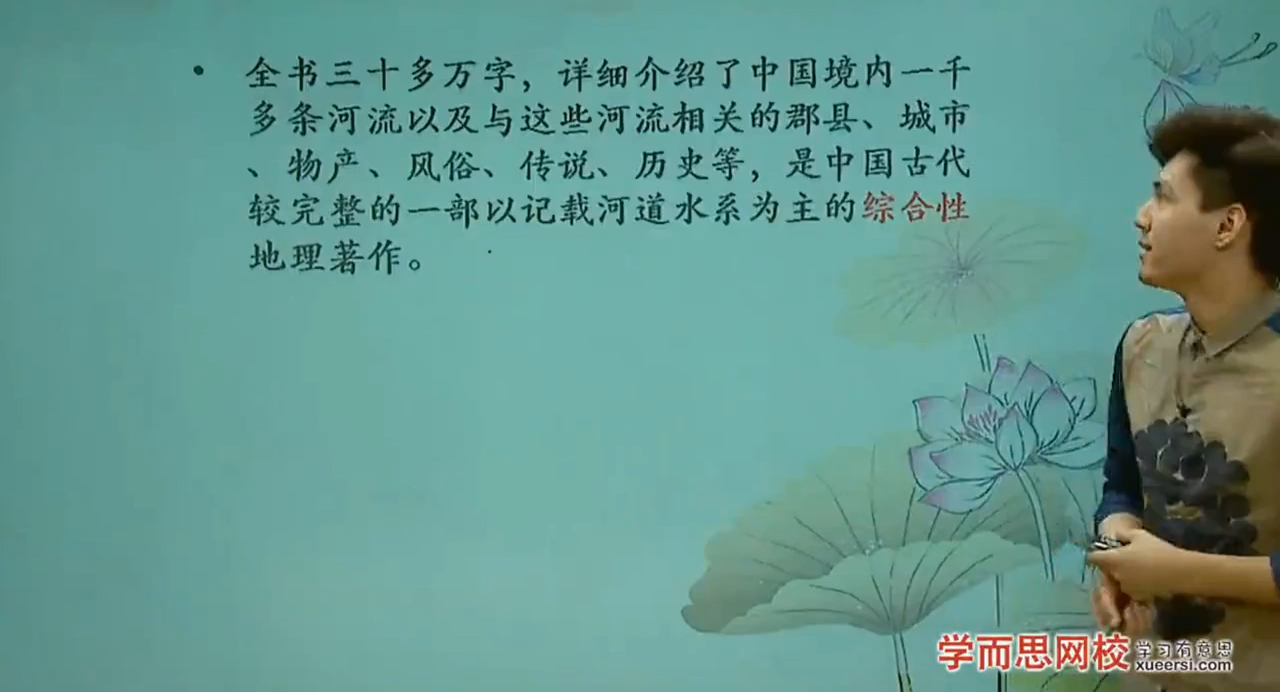 • 全书三十多万字，详细介绍了中国境内一千
多条河流以及与这些河流相关的郡县、城市
、物产、风俗、传说、历史等，是中国古代
较完整的一部以记载河道水系为主的综合性
地理著作。
学而思网校
学习有意思
xueersi.com